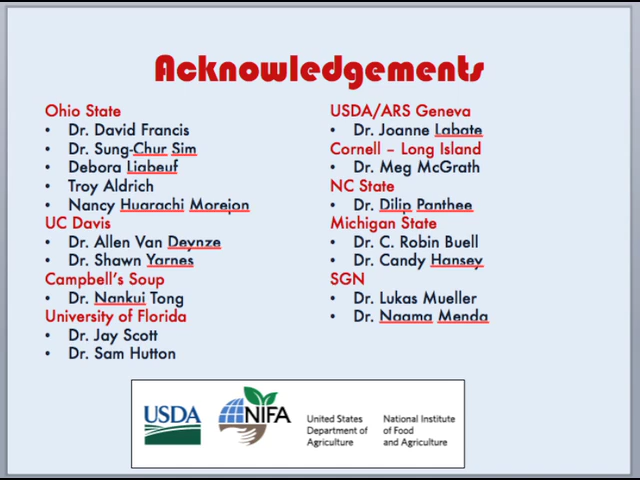 Acknowledgements
Ohio State
• Dr. David Francis
• Dr. Sung-Chur Sim
• Debora Liabeuf
• Troy Aldrich
• Nancy Huarachi Morejon
UC Davis
• Dr. Allen Van Deynze
• Dr. Shawn Yarnes
Campbell's Soup
• Dr. Nankui Tong
University of Florida
• Dr. Jay Scott
• Dr. Sam Hutton
USDA/ARS Geneva
• Dr. Joanne Labate
Cornell – Long Island
• Dr. Meg McGrath
NC State
• Dr. Dilip Panthee
Michigan State
• Dr. C. Robin Buell
• Dr. Candy Hansey
SGN
• Dr. Lukas Mueller
• Dr. Naama Menda
USDA
NIFA
United States
Department of
Agriculture
National Institute
of Food
and Agriculture